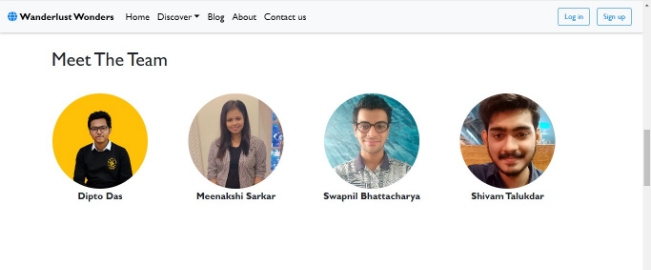 Wanderlust Wonders Home Discover Blog About Contact us Log in Sign up
Meet The Team
Dipto Das Meenakshi Sarkar Swapnil Bhattacharya Shivam Talukdar